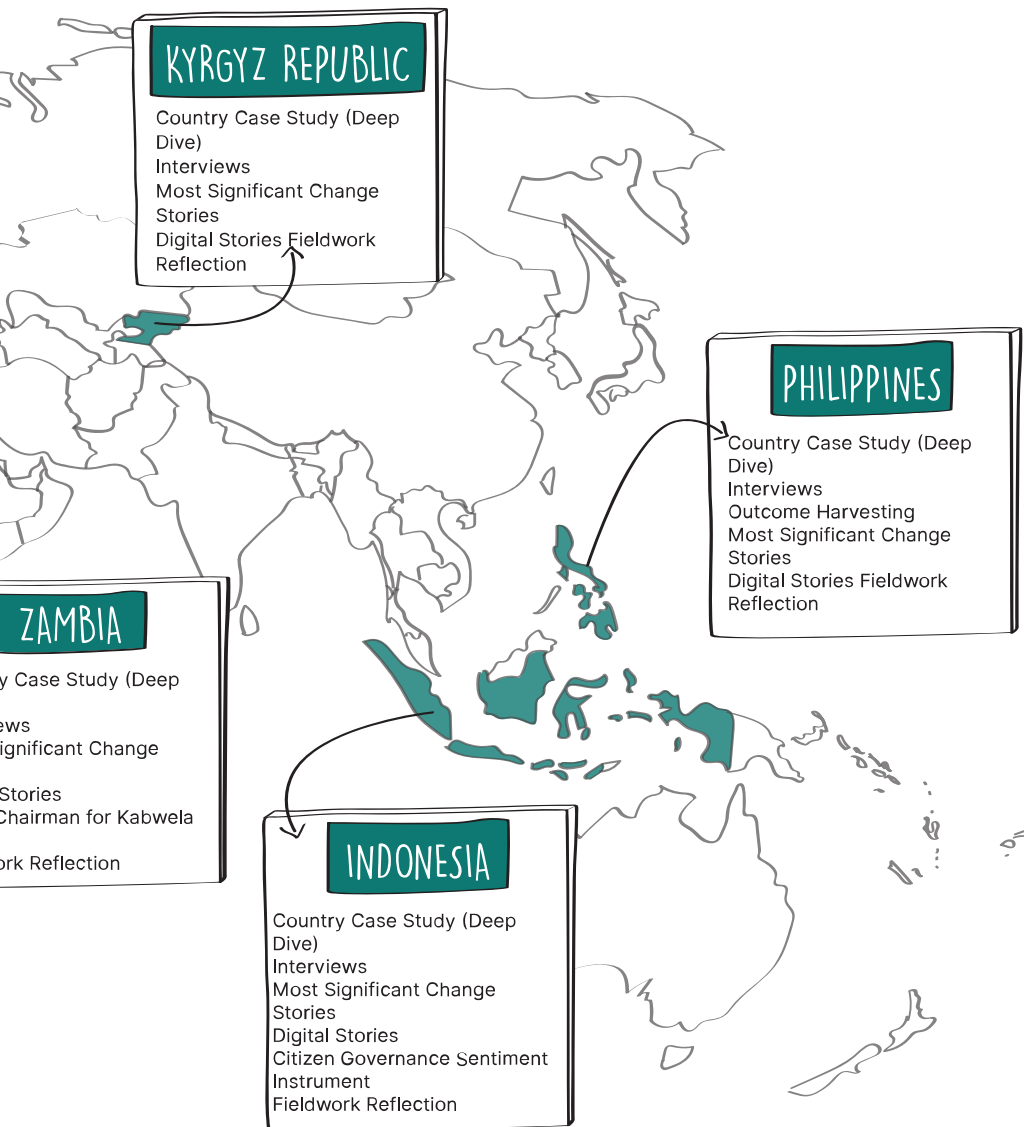 KYRGYZ REPUBLIC
Country Case Study (Deep
Dive)
Interviews
Most Significant Change
Stories
Digital Stories Fieldwork
Reflection
PHILIPPINES
Country Case Study (Deep
Dive)
Interviews
Outcome Harvesting
Most Significant Change
Stories
Digital Stories Fieldwork
Reflection
ZAMBIA
y Case Study (Deep
ews
ignificant Change
Stories
Chairman for Kabwela
ork Reflection
INDONESIA
Country Case Study (Deep
Dive)
Interviews
Most Significant Change
Stories
Digital Stories
Citizen Governance Sentiment
Instrument
Fieldwork Reflection